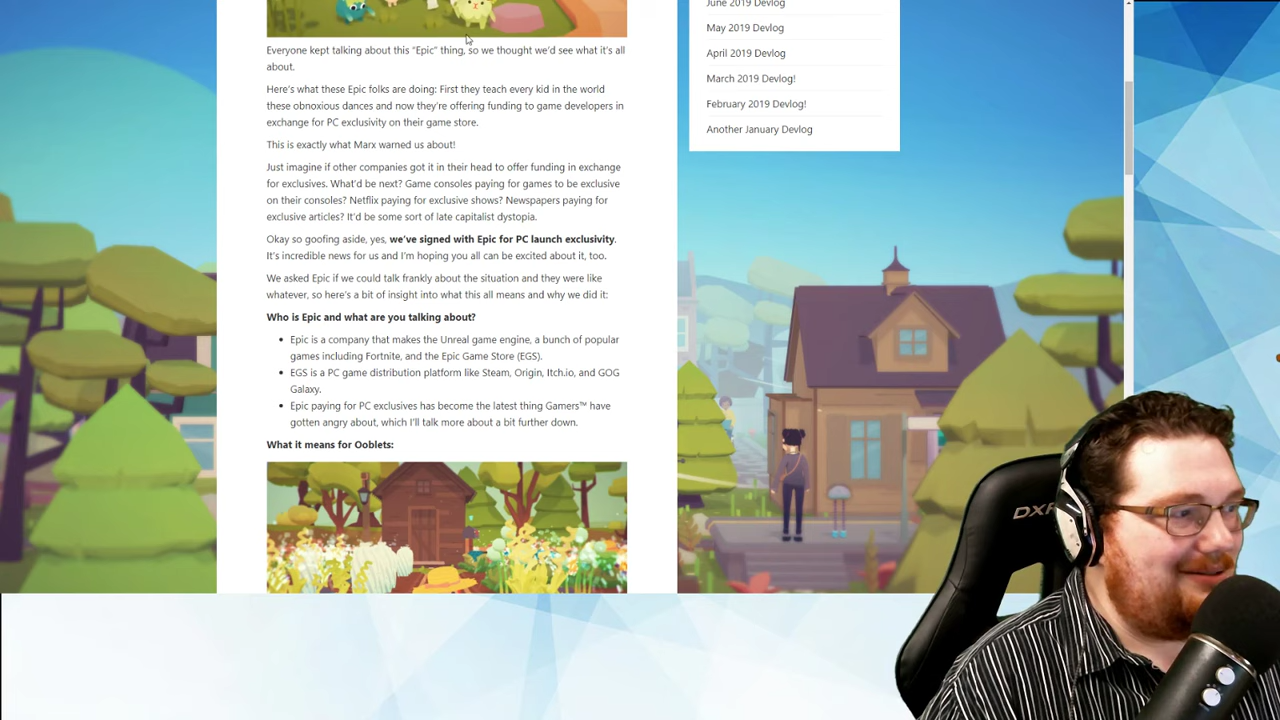 Everyone kept talking about this "Epic" thing, so we thought we'd see what it's all
about.
Here's what these Epic folks are doing: First they teach every kid in the world
these obnoxious dances and now they're offering funding to game developers in
exchange for PC exclusivity on their game store.
This is exactly what Marx warned us about!
Just imagine if other companies got it in their head to offer funding in exchange
for exclusives. What'd be next? Game consoles paying for games to be exclusive
on their consoles? Netflix paying for exclusive shows? Newspapers paying for
exclusive articles? It'd be some sort of late capitalist dystopia.
Okay so goofing aside, yes, we've signed with Epic for PC launch exclusivity.
It's incredible news for us and I'm hoping you all can be excited about it, too.
We asked Epic if we could talk frankly about the situation and they were like
whatever, so here's a bit of insight into what this all means and why we did it:
Who is Epic and what are you talking about?
• Epic is a company that makes the Unreal game engine, a bunch of popular
games including Fortnite, and the Epic Game Store (EGS).
• EGS is a PC game distribution platform like Steam, Origin, Itch.io, and GOG
Galaxy.
• Epic paying for PC exclusives has become the latest thing Gamers™ have
gotten angry about, which I'll talk more about a bit further down.
What it means for Ooblets:
June 2019 Devlog
May 2019 Devlog
April 2019 Devlog
March 2019 Devlog!
February 2019 Devlog!
Another January Devlog